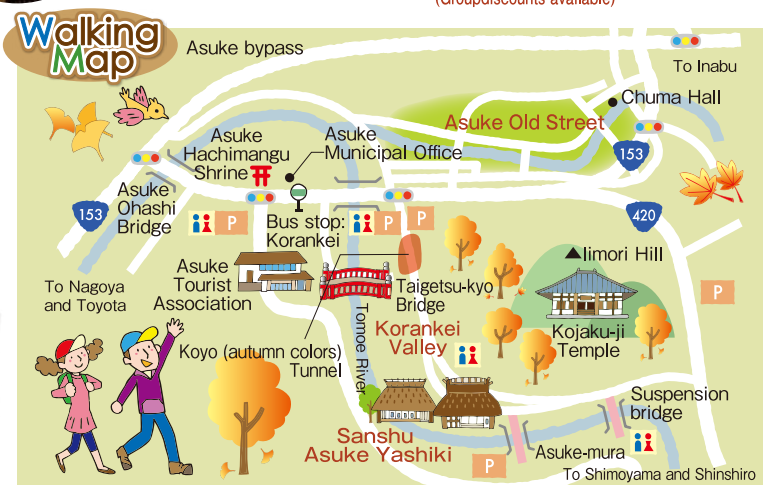 (Groupdiscounts available)
Walking
Map
Asuke bypass
To Inabu
Chuma Hall
Asuke Old Street
Asuke
Hachimangu
Shrine
Asuke
Municipal Office
153
Asuke
Ohashi
Bridge
153
P
Bus stop:
Korankei
P
P
420
Iimori Hill
To Nagoya
and Toyota
Asuke
Tourist
Association
Taigetsu-kyo
Bridge
P
Tomoe River
Korankei
Valley
Kojaku-ji
Temple
Koyo (autumn colors)
Tunnel
Suspension
bridge
Sanshu
Asuke Yashiki
Asuke-mura
P
To Shimoyama and Shinshiro